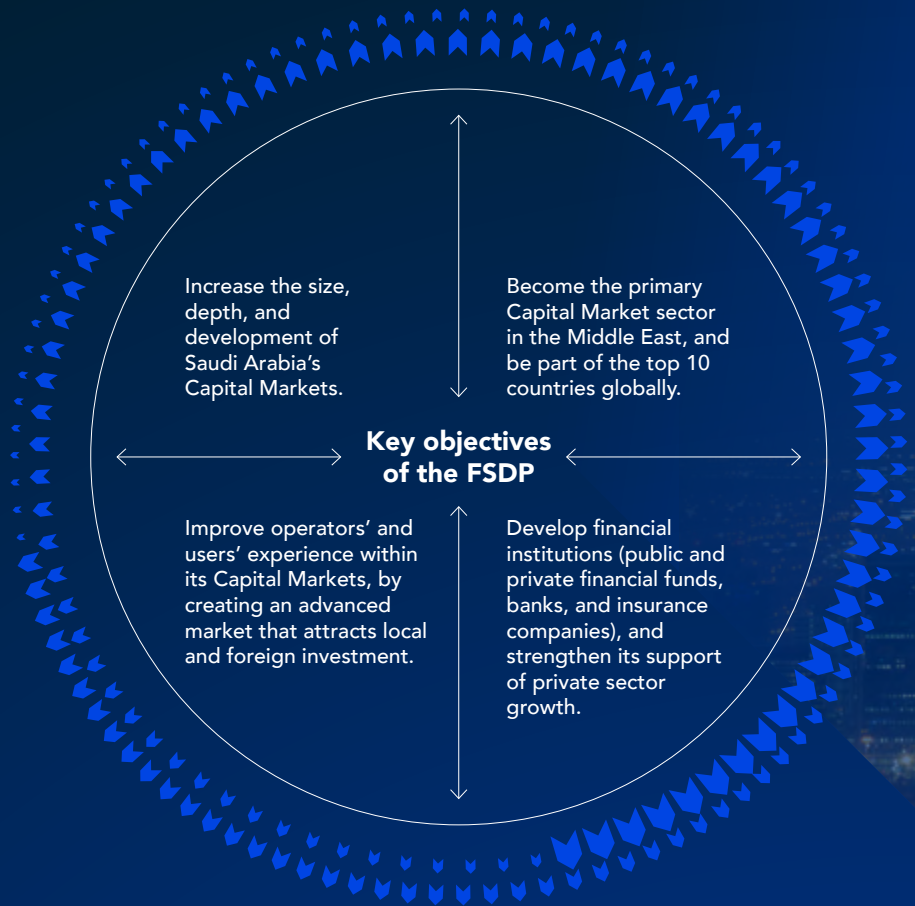 Increase the size,
depth, and
development of
Saudi Arabia's
Capital Markets.
Become the primary
Capital Market sector
in the Middle East, and
be part of the top 10
countries globally.
Key objectives
of the FSDP
Improve operators' and
users' experience within
its Capital Markets, by
creating an advanced
market that attracts local
and foreign investment.
Develop financial
institutions (public and
private financial funds,
banks, and insurance
companies), and
strengthen its support
of private sector
growth.